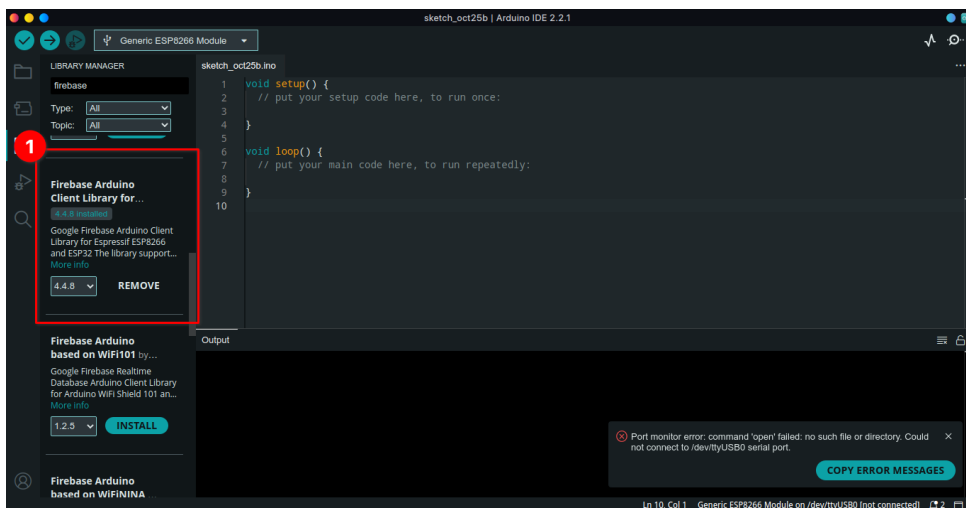 sketch_oct25b | Arduino IDE 2.2.1
Generic ESP8266 Module
LIBRARY MANAGER
firebase
Type: All
Topic: All
1
Firebase Arduino
Client Library for...
4.4.8 installed
Google Firebase Arduino Client
Library for Espressif ESP8266
and ESP32 The library support...
More info
4.4.8 REMOVE
Firebase Arduino
based on WiFi101 by...
Google Firebase Realtime
Database Arduino Client Library
for Arduino WiFi Shield 101 an...
More info
1.2.5 INSTALL
Firebase Arduino
based on WiFiNINA
sketch_oct25b.ino
1 void setup() {
2 // put your setup code here, to run once:
3
4 }
5
6 void loop() {
7 // put your main code here, to run repeatedly:
8
9 }
10
Output
Port monitor error: command 'open' failed: no such file or directory. Could
not connect to /dev/ttyUSB0 serial port.
COPY ERROR MESSAGES
Ln 10, Col 1 Generic ESP8266 Module on /dev/ttyUSB0 [not connected] 2